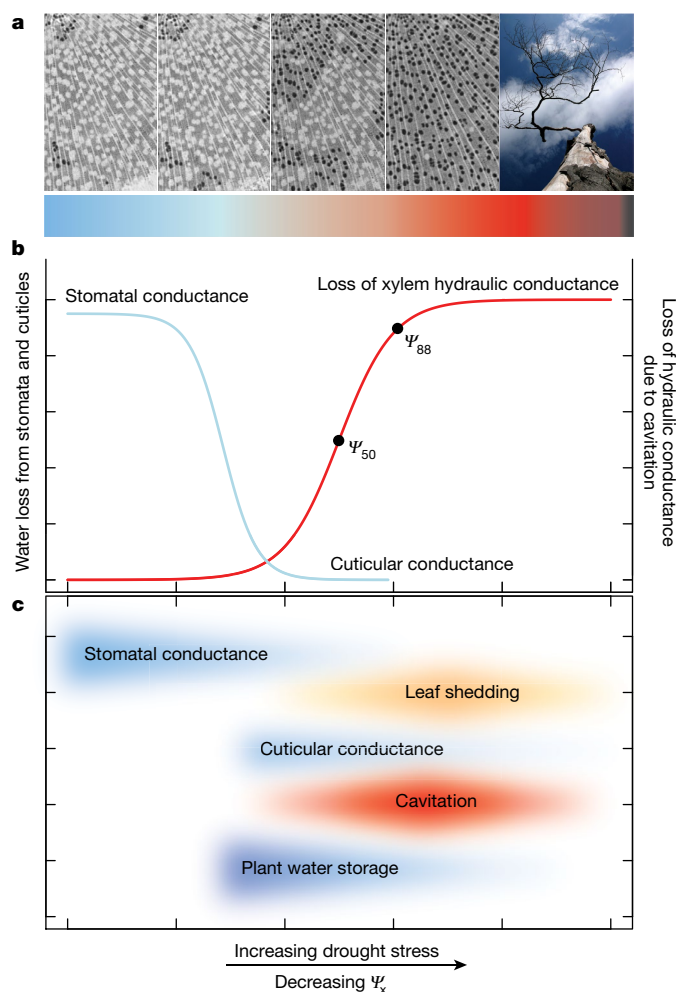 a
b
Stomatal conductance
Loss of xylem hydraulic conductance
Ψ88
Ψ50
Cuticular conductance
Water loss from stomata and cuticles
Loss of hydraulic conductance
due to cavitation
c
Stomatal conductance
Leaf shedding
Cuticular conductance
Cavitation
Plant water storage
Increasing drought stress
Decreasing Ψx